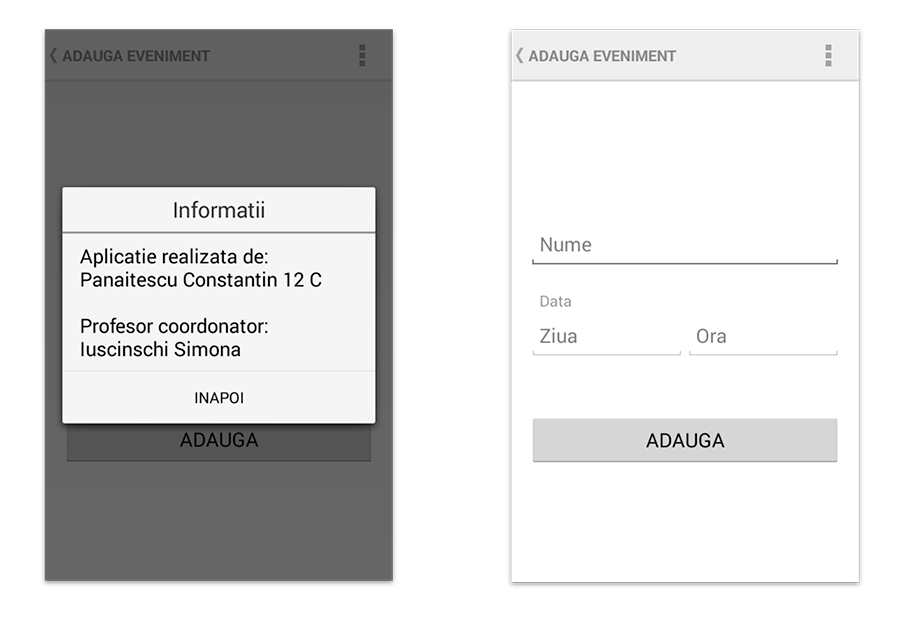 ADAUGA EVENIMENT
Informatii
Aplicatie realizata de:
Panaitescu Constantin 12 C
Profesor coordonator:
Iuscinschi Simona
INAPOI
ADAUGA
ADAUGA EVENIMENT
Nume
Data
Ziua Ora
ADAUGA